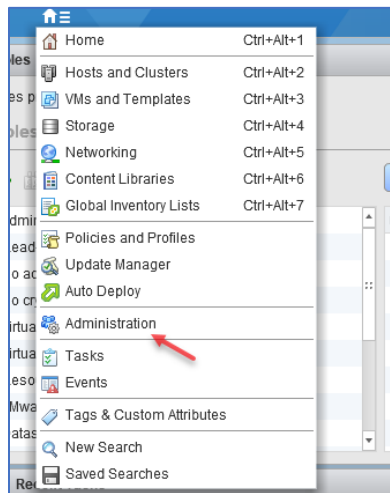 Home Ctrl+Alt+1
Hosts and Clusters Ctrl+Alt+2
VMs and Templates Ctrl+Alt+3
Storage Ctrl+Alt+4
Networking Ctrl+Alt+5
Content Libraries Ctrl+Alt+6
Global Inventory Lists Ctrl+Alt+7
Policies and Profiles
Update Manager
Auto Deploy
Administration
Tasks
Events
Tags & Custom Attributes
New Search
Saved Searches